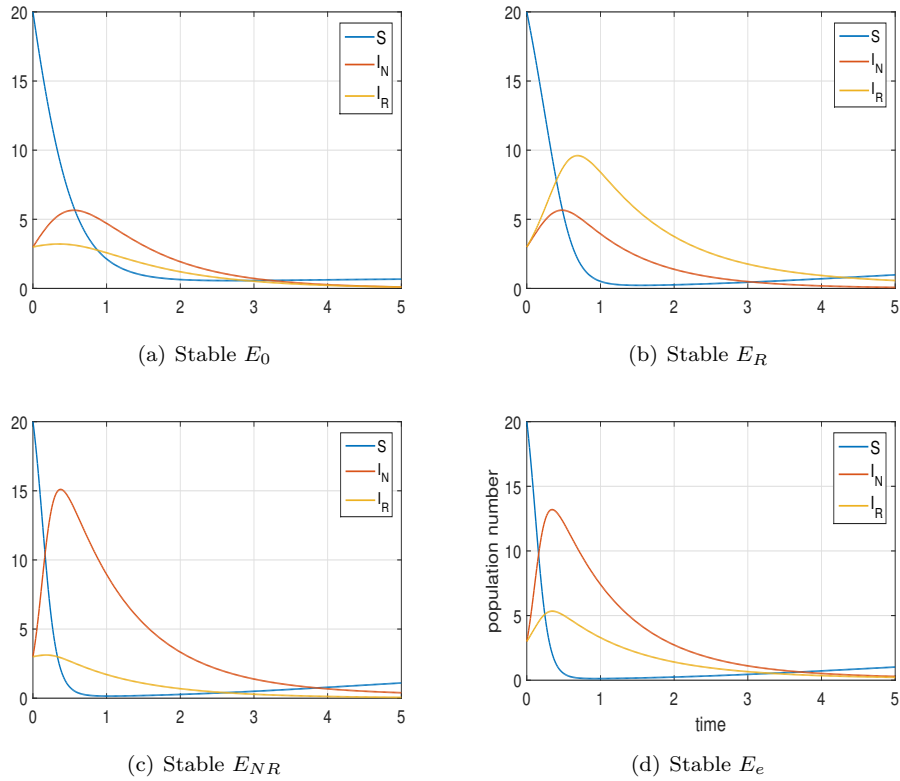 20
15
10
5
0
0 1 2 3 4 5
S
I_N
I_R
(a) Stable E_0
20
15
10
5
0
0 1 2 3 4 5
S
I_N
I_R
(b) Stable E_R
20
15
10
5
0
0 1 2 3 4 5
S
I_N
I_R
(c) Stable E_{NR}
population number
20
15
10
5
0
0 1 2 3 4 5
time
S
I_N
I_R
(d) Stable E_e